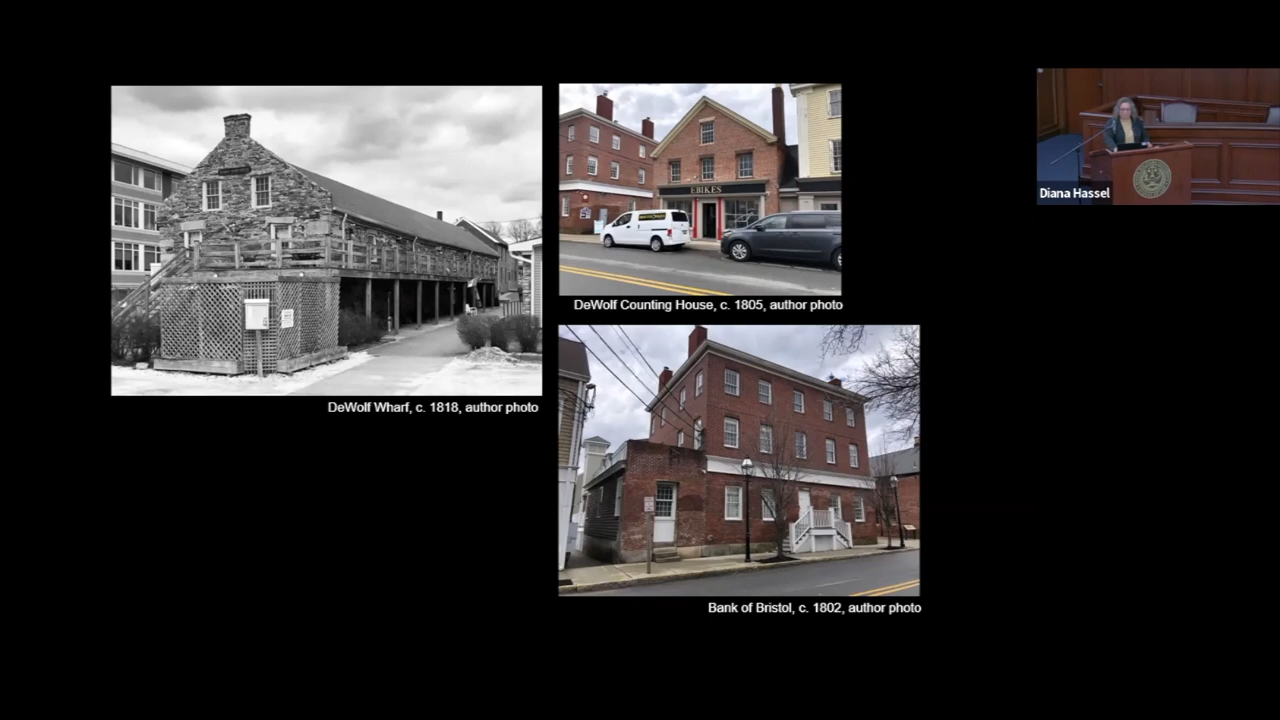 DeWolf Wharf, c. 1818, author photo
EBIKES
DeWolf Counting House, c. 1805, author photo
Bank of Bristol, c. 1802, author photo
Diana Hassel